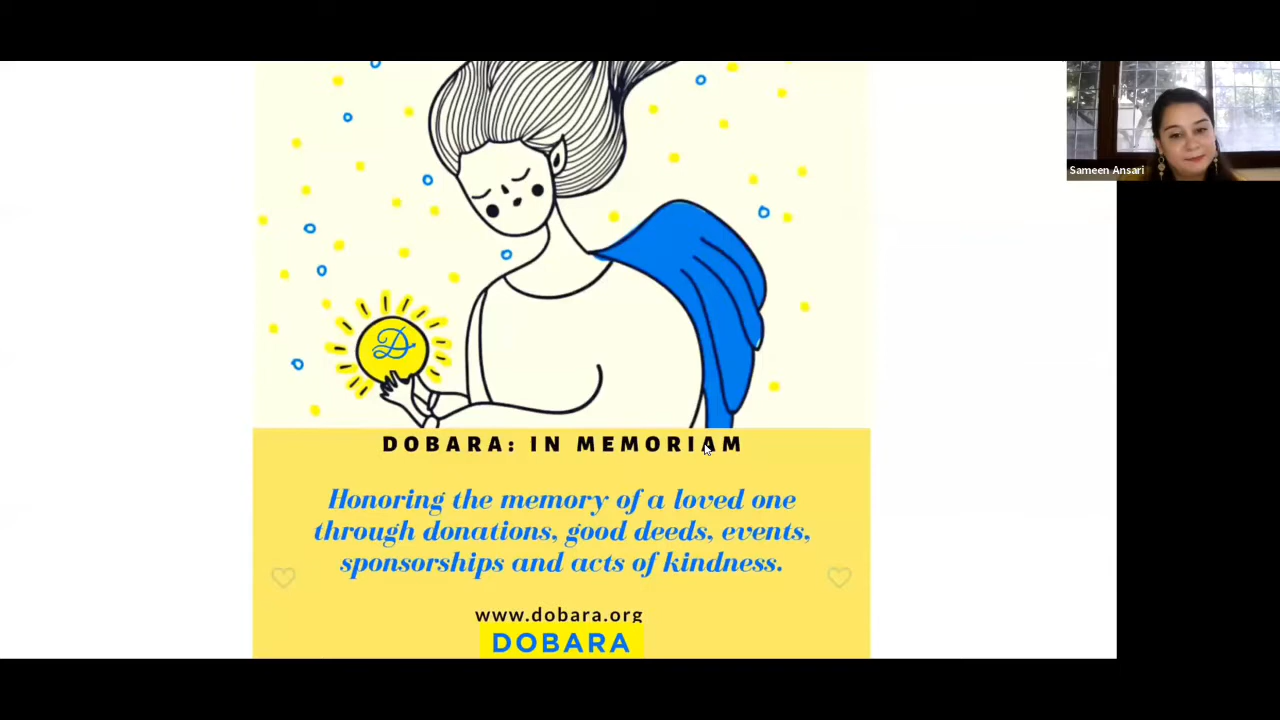 Sameen Ansari
D
DOBARA: IN MEMORIAM
Honoring the memory of a loved one
through donations, good deeds, events,
sponsorships and acts of kindness.
www.dobara.org
DOBARA